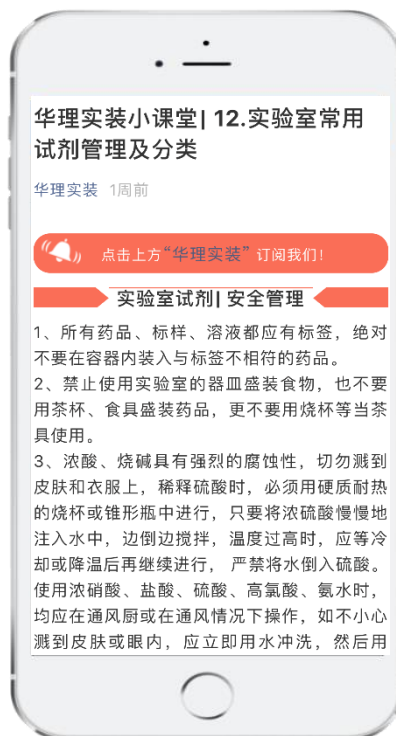 华理实装小课堂| 12.实验室常用
试剂管理及分类
华理实装 1周前
点击上方“华理实装”订阅我们！
实验室试剂| 安全管理
1、所有药品、标样、溶液都应有标签，绝对
不要在容器内装入与标签不相符的药品。
2、禁止使用实验室的器皿盛装食物，也不要
用茶杯、食具盛装药品，更不要用烧杯等当茶
具使用。
3、浓酸、烧碱具有强烈的腐蚀性，切勿溅到
皮肤和衣服上，稀释硫酸时，必须用硬质耐热
的烧杯或锥形瓶中进行，只要将浓硫酸慢慢地
注入水中，边倒边搅拌，温度过高时，应等冷
却或降温后再继续进行， 严禁将水倒入硫酸。
使用浓硝酸、盐酸、硫酸、高氯酸、氨水时，
均应在通风厨或在通风情况下操作，如不小心
溅到皮肤或眼内，应立即用水冲洗，然后用